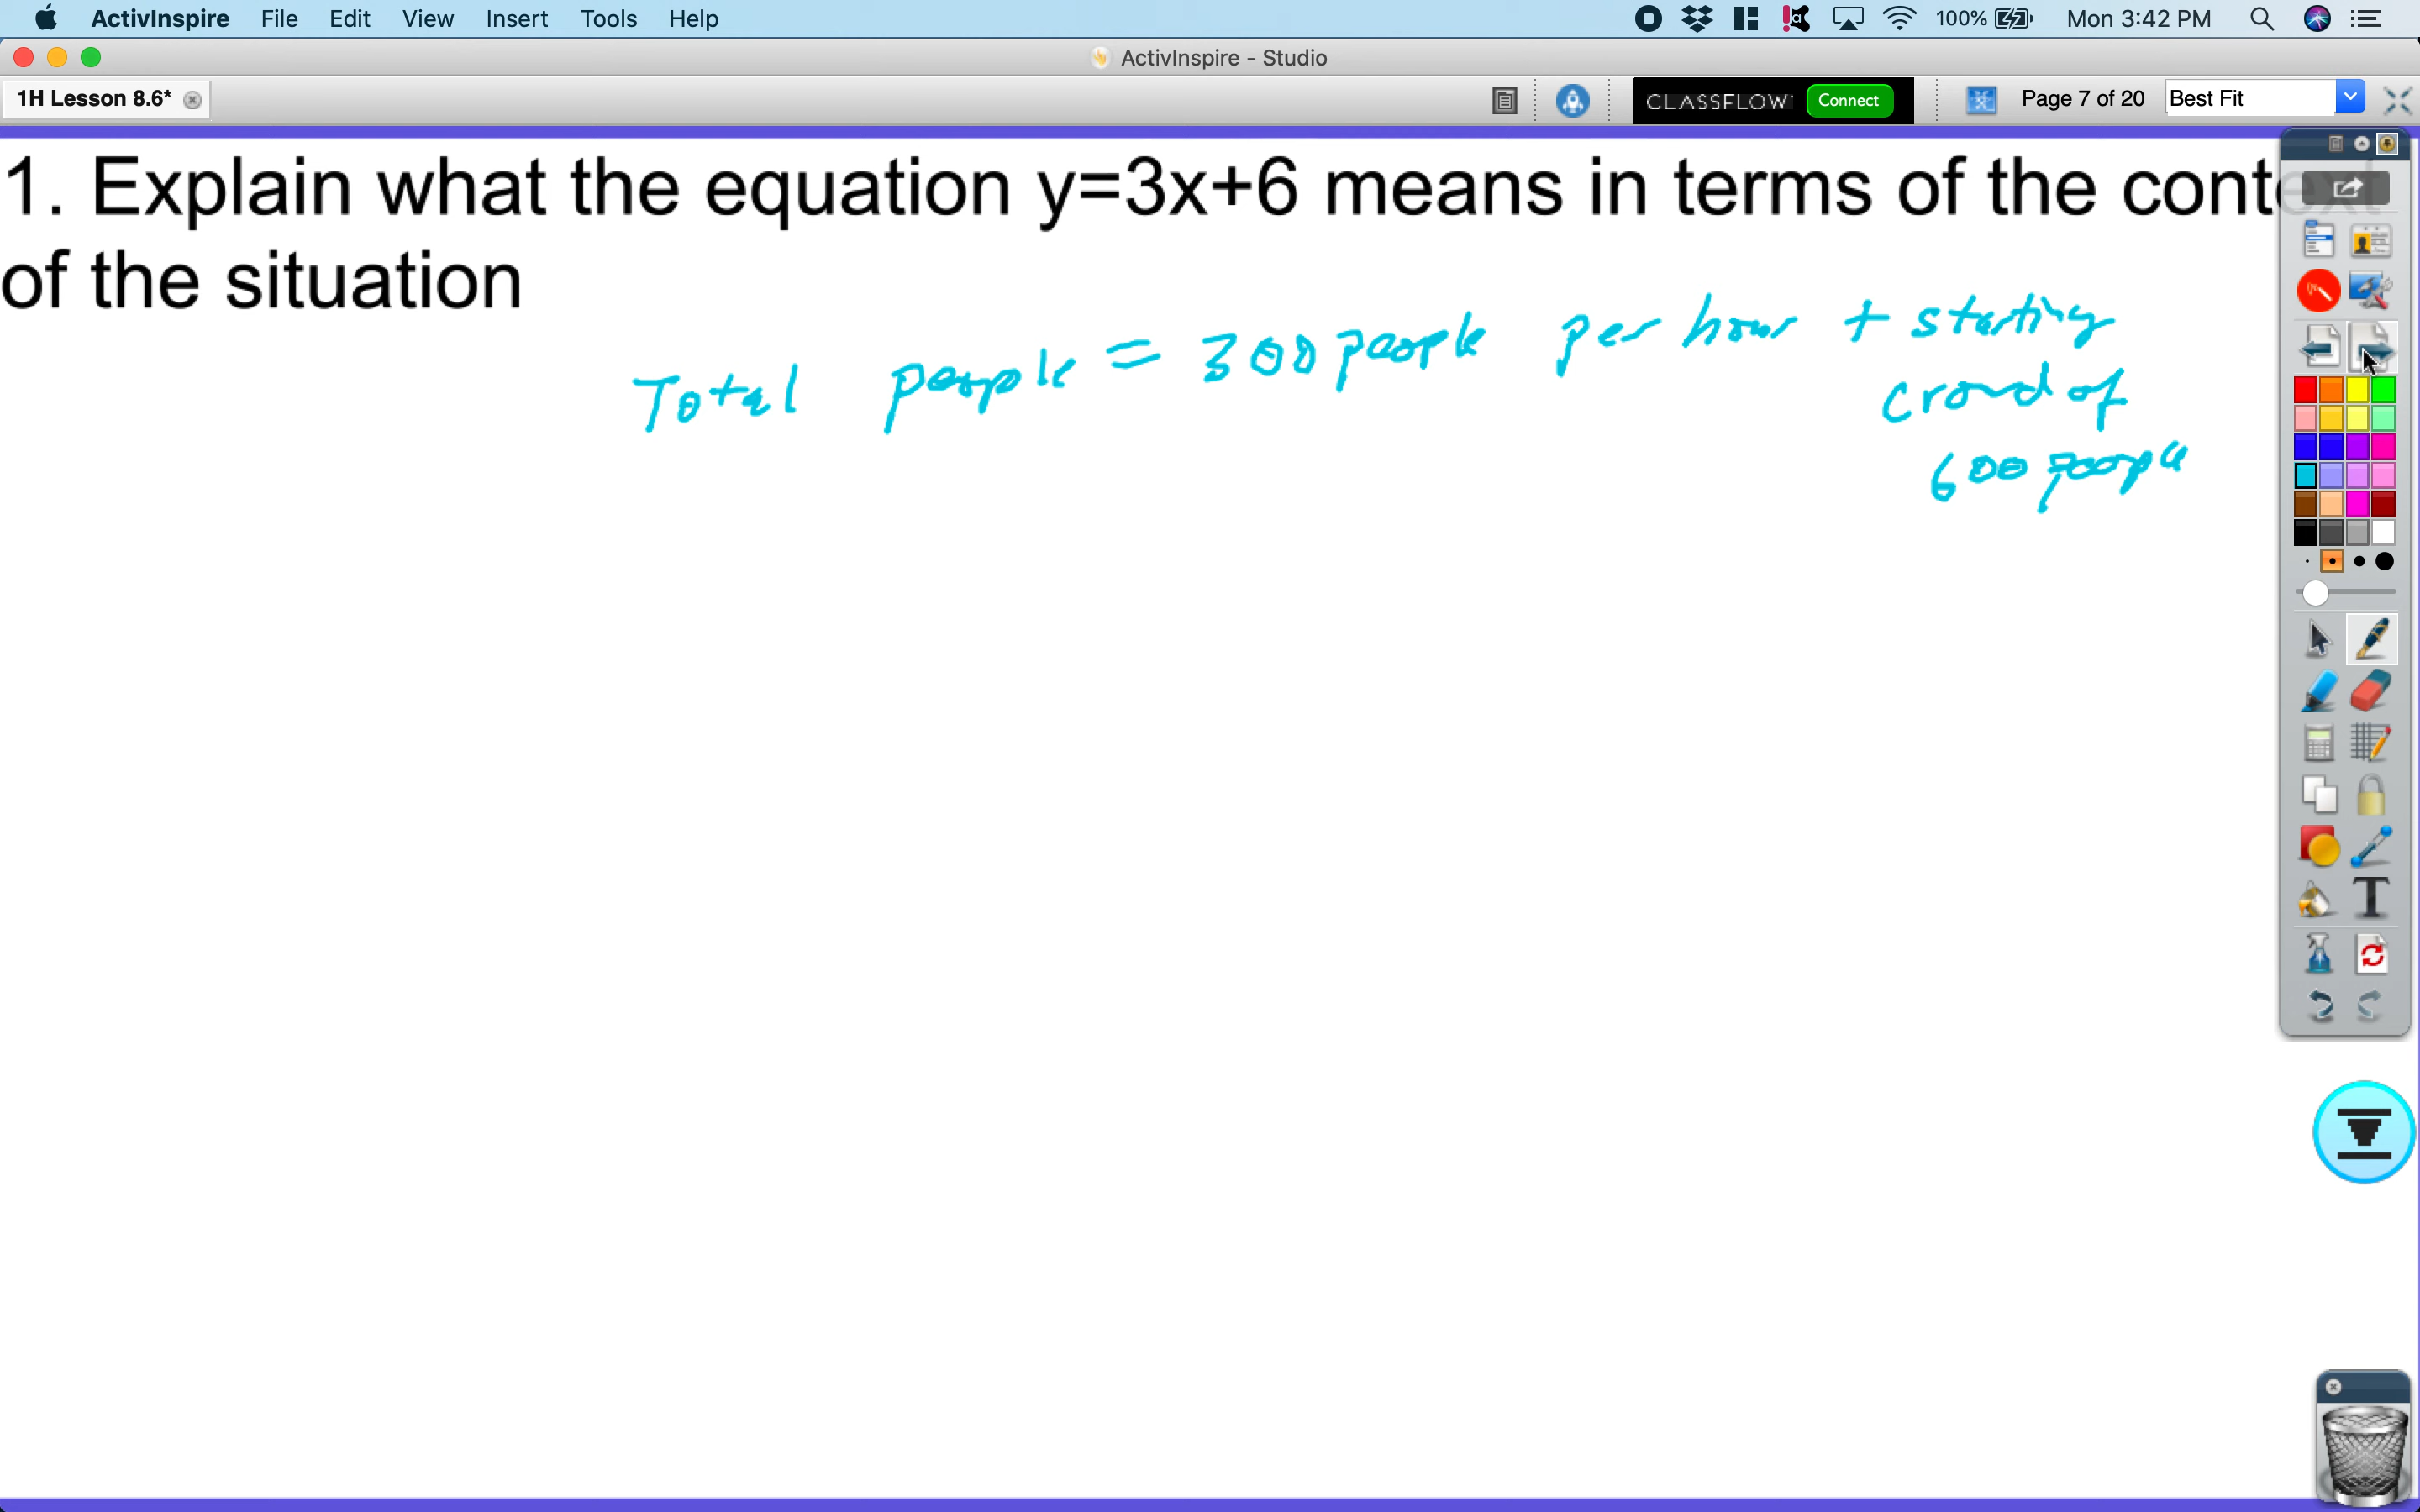 ActivInspire File Edit View Insert Tools Help 100% Mon 3:42 PM
ActivInspire - Studio
1H Lesson 8.6* CLASSFLOW Connect Page 7 of 20 Best Fit
1. Explain what the equation y=3x+6 means in terms of the context
of the situation
Total people = 300 people per hour + starting
crowd of
600 people
T